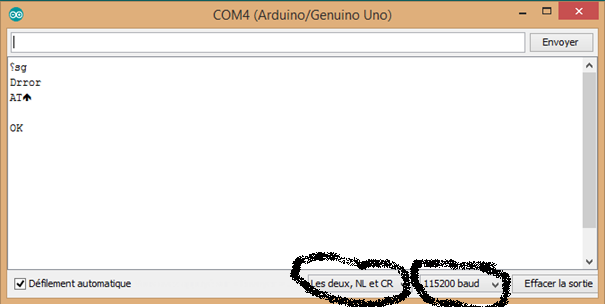 COM4 (Arduino/Genuino Uno)
Envoyer
⸮sg
Drror
AT🡹
OK
Défilement automatique
Les deux, NL et CR
115200 baud
Effacer la sortie